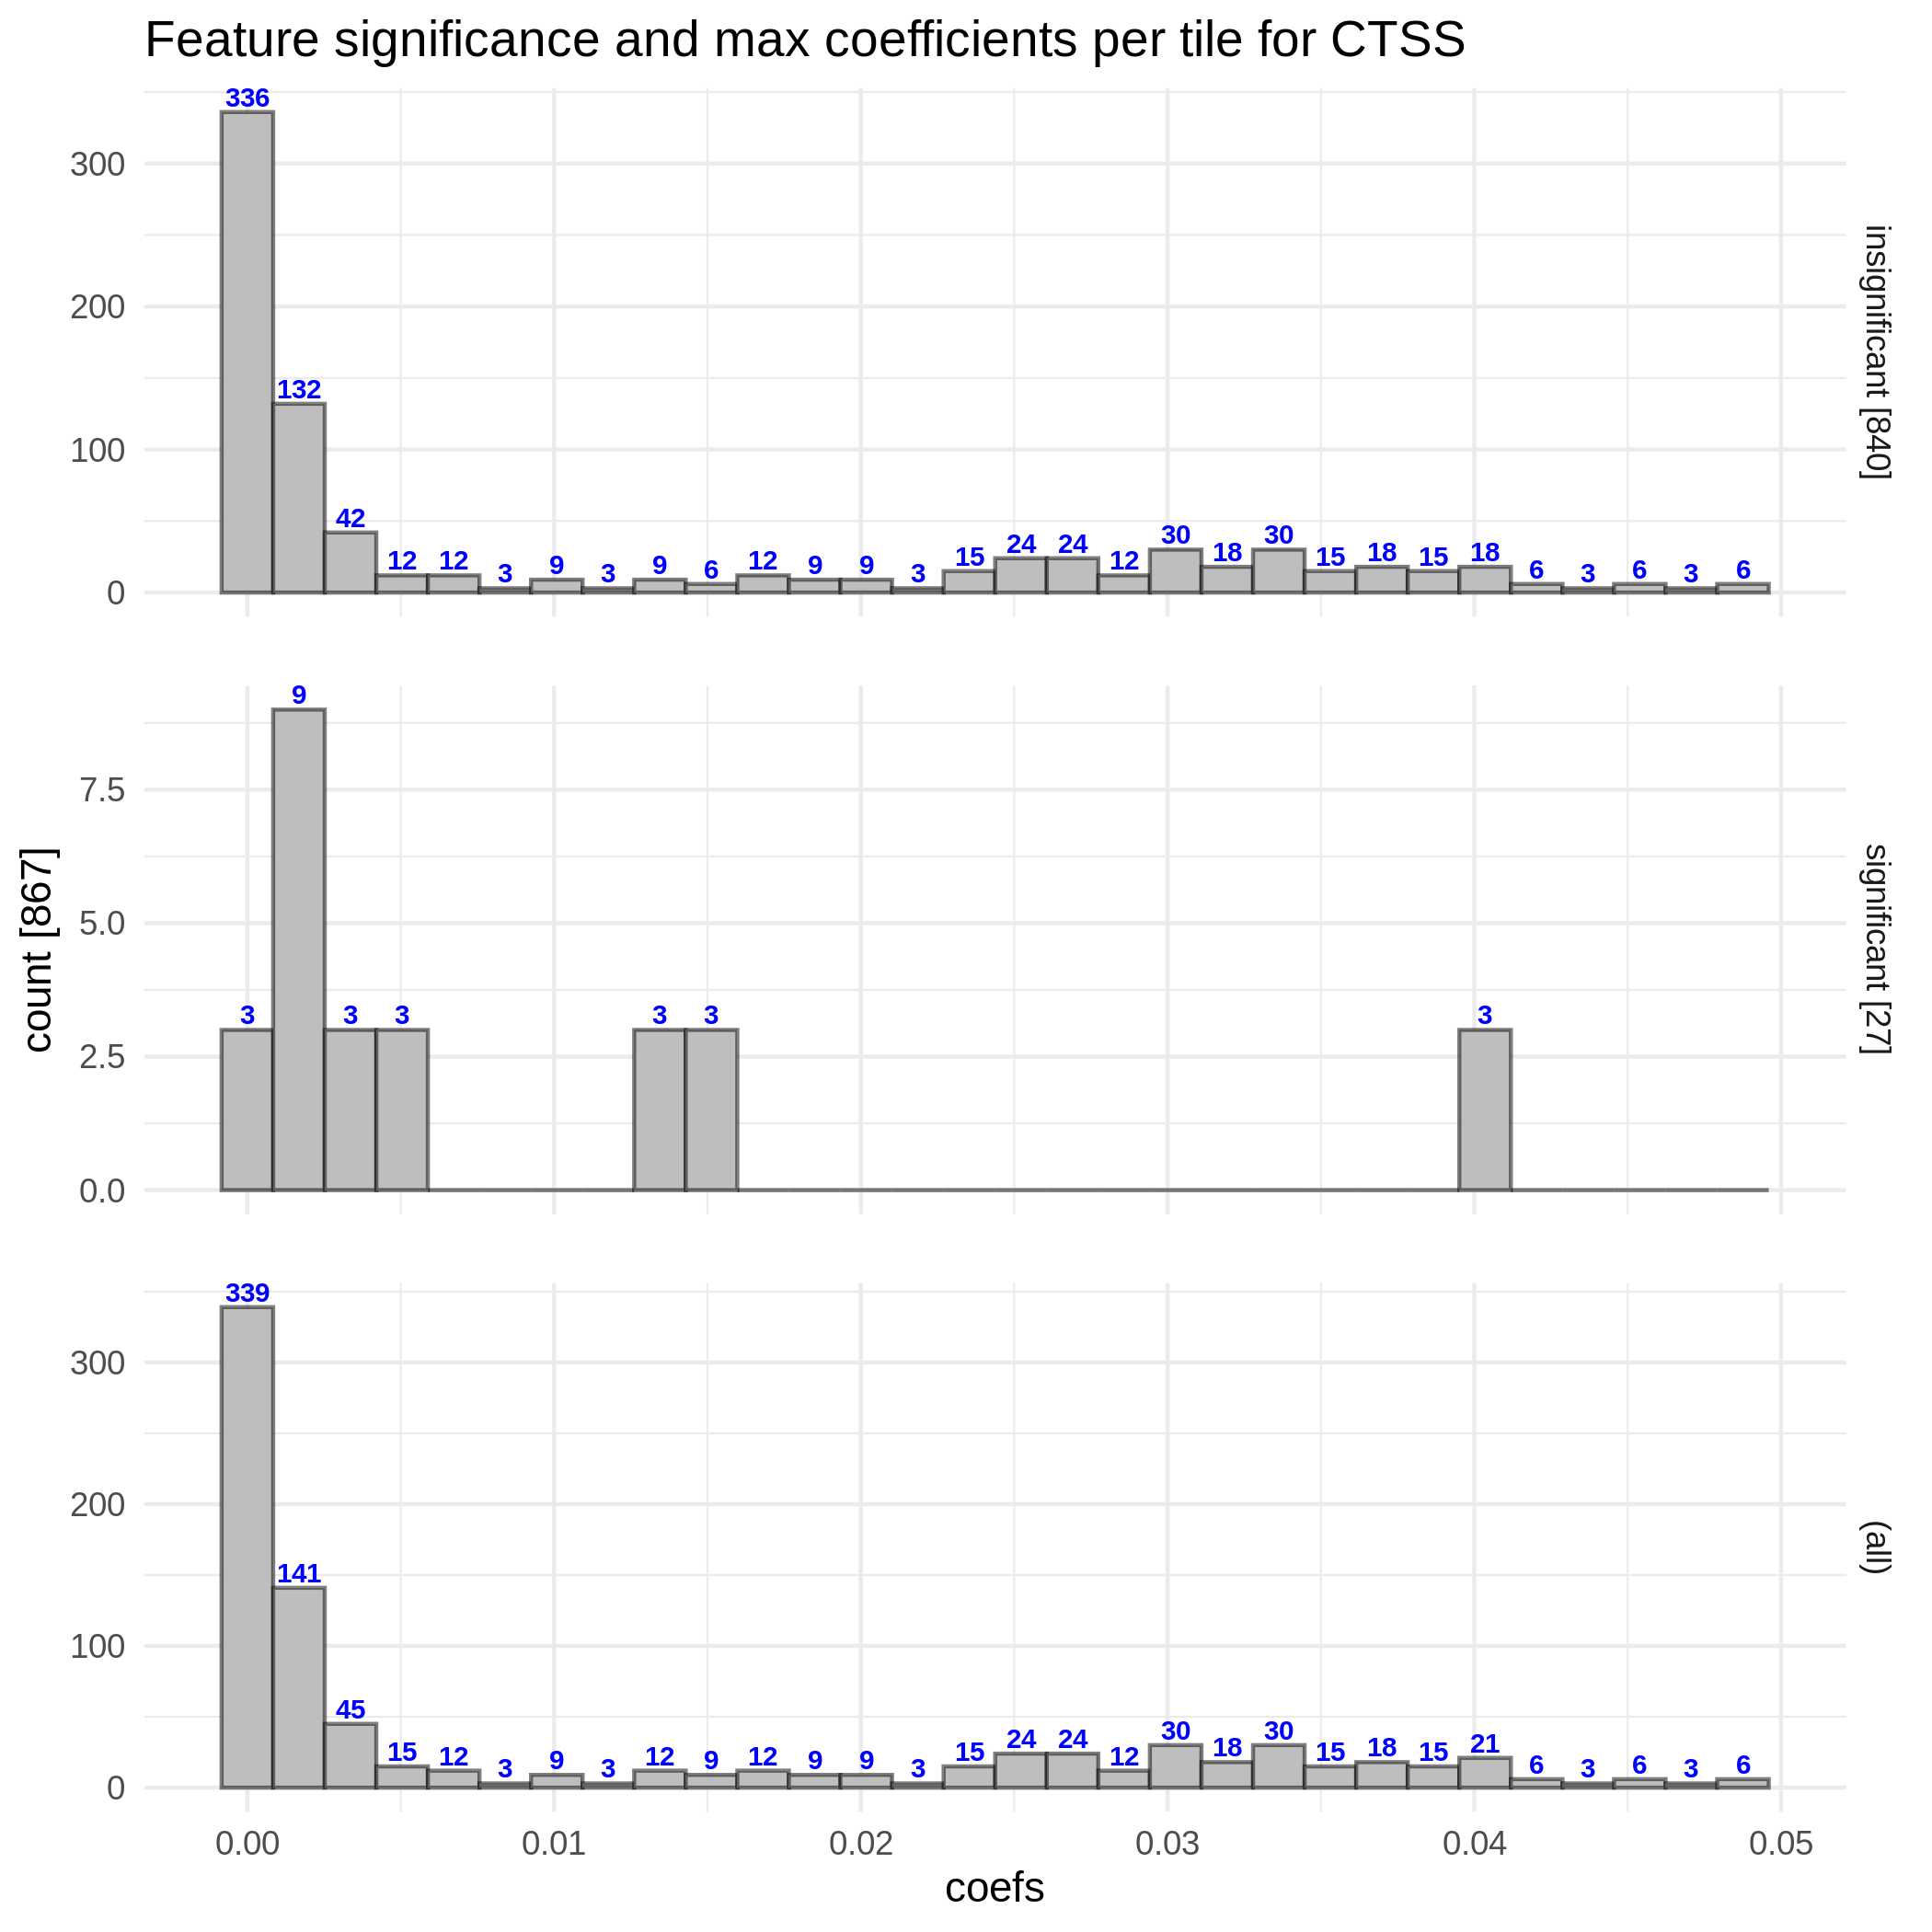 Feature significance and max coefficients per tile for CTSS
336
300
200
132
100
42
12 12 3 9 3 9 6 12 9 9 3 15 24 24 12 30 18 30 15 18 15 18 6 3 6 3 6
0
insignificant [840]
9
7.5
5.0
3 3 3 3 3 3
2.5
0.0
significant [27]
count [867]
339
300
200
141
100
45
15 12 3 9 3 12 9 12 9 9 3 15 24 24 12 30 18 30 15 18 15 21 6 3 6 3 6
0
(all)
0.00 0.01 0.02 0.03 0.04 0.05
coefs